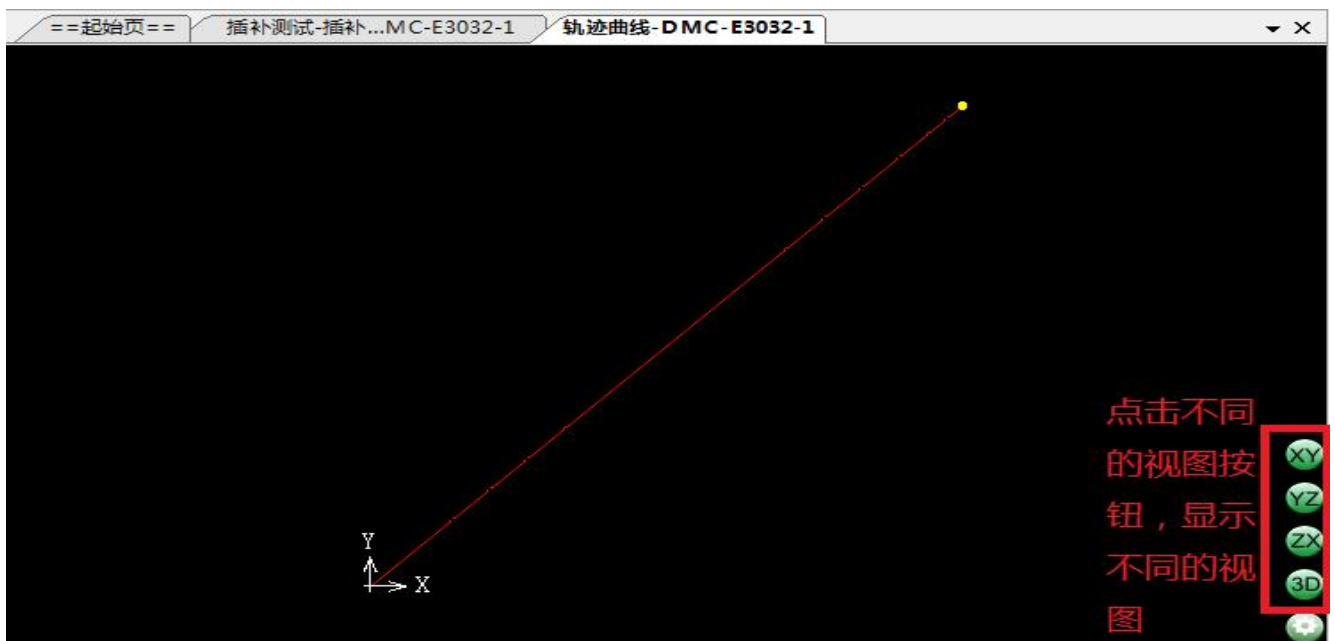 ==起始页==
插补测试-插补...MC-E3032-1
轨迹曲线-DMC-E3032-1
点击不同
的视图按
钮，显示
不同的视
图
XY
YZ
ZX
3D
Y
X